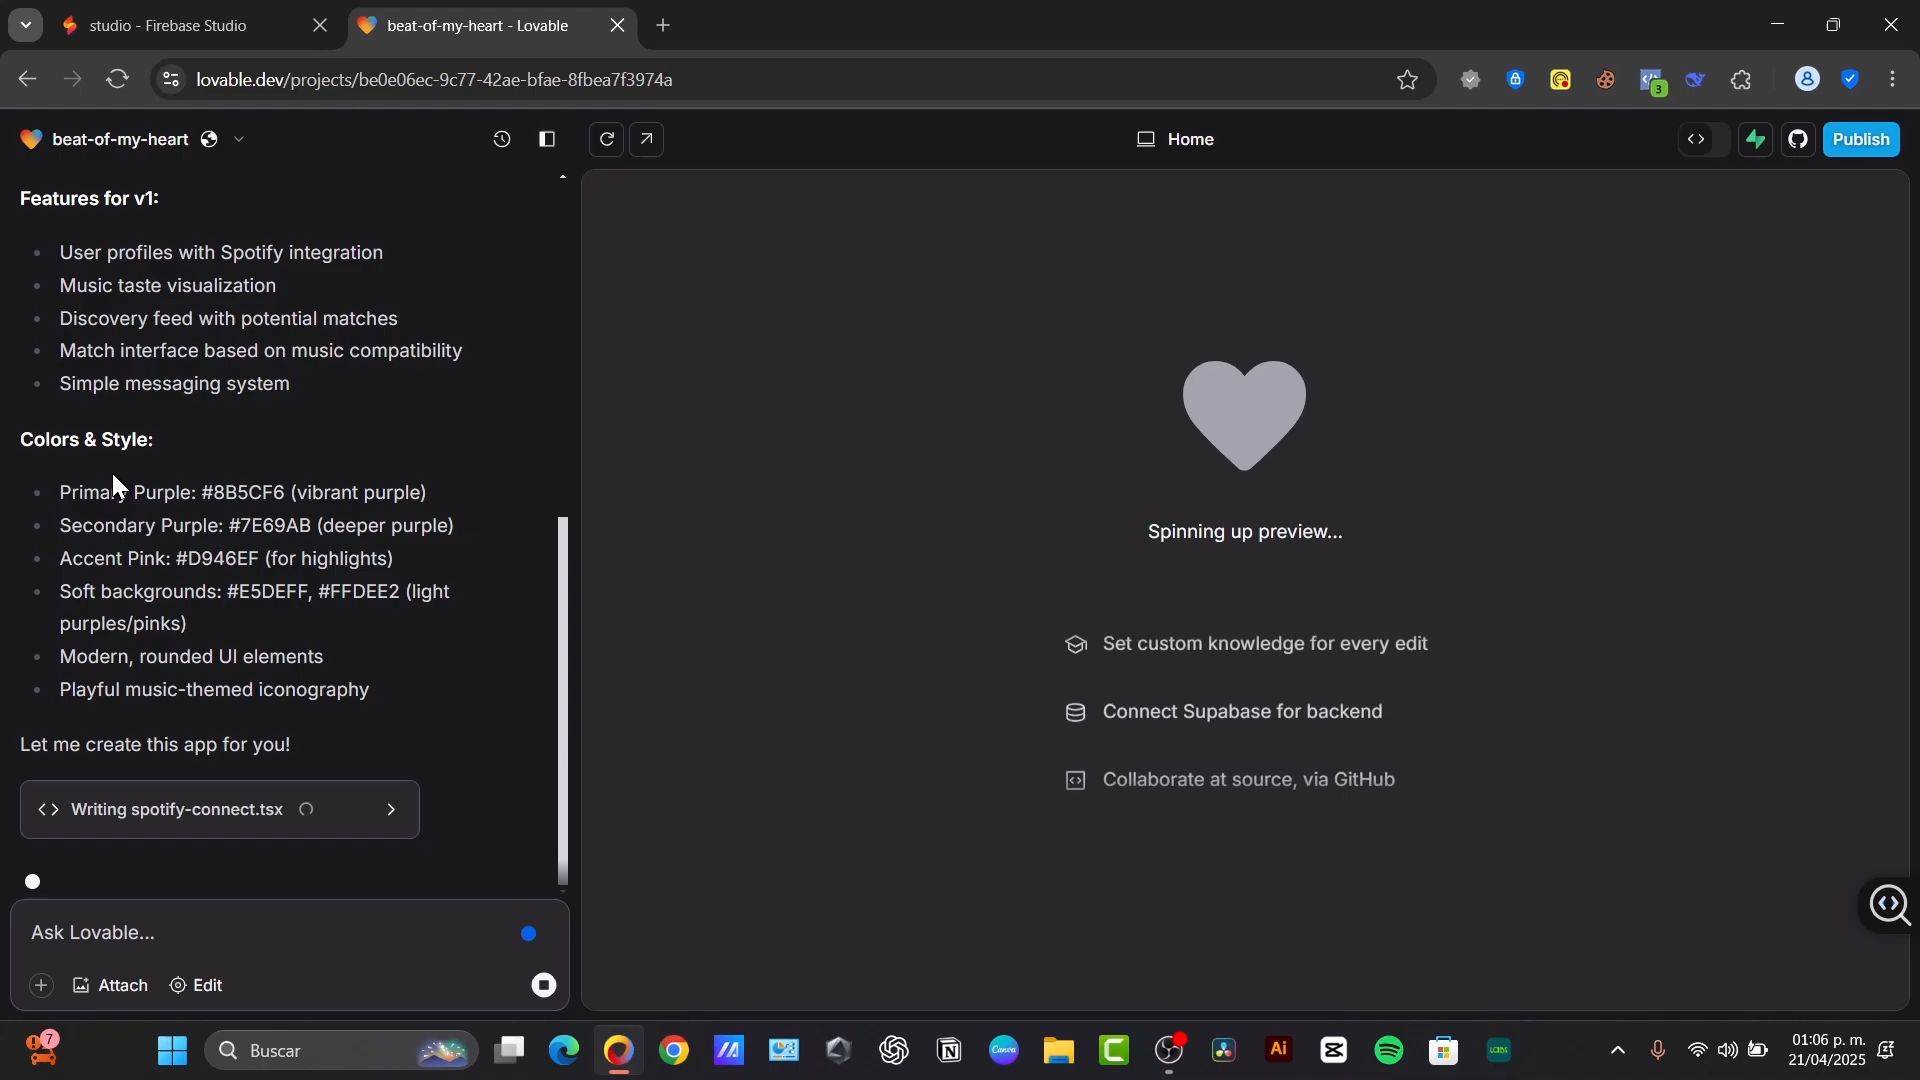 studio - Firebase Studio
beat-of-my-heart - Lovable
lovable.dev/projects/be0e06ec-9c77-42ae-bfae-8fbea7f3974a
3
beat-of-my-heart
Home
Publish
Features for v1:
User profiles with Spotify integration
Music taste visualization
Discovery feed with potential matches
Match interface based on music compatibility
Simple messaging system
Colors & Style:
Primary Purple: #8B5CF6 (vibrant purple)
Secondary Purple: #7E69AB (deeper purple)
Accent Pink: #D946EF (for highlights)
Soft backgrounds: #E5DEFF, #FFDEE2 (light
purples/pinks)
Modern, rounded UI elements
Playful music-themed iconography
Let me create this app for you!
Writing spotify-connect.tsx
Spinning up preview...
Set custom knowledge for every edit
Connect Supabase for backend
Collaborate at source, via GitHub
Ask Lovable...
Attach
Edit
7
Buscar
Canva
Ai
LABS
01:06 p. m.
21/04/2025